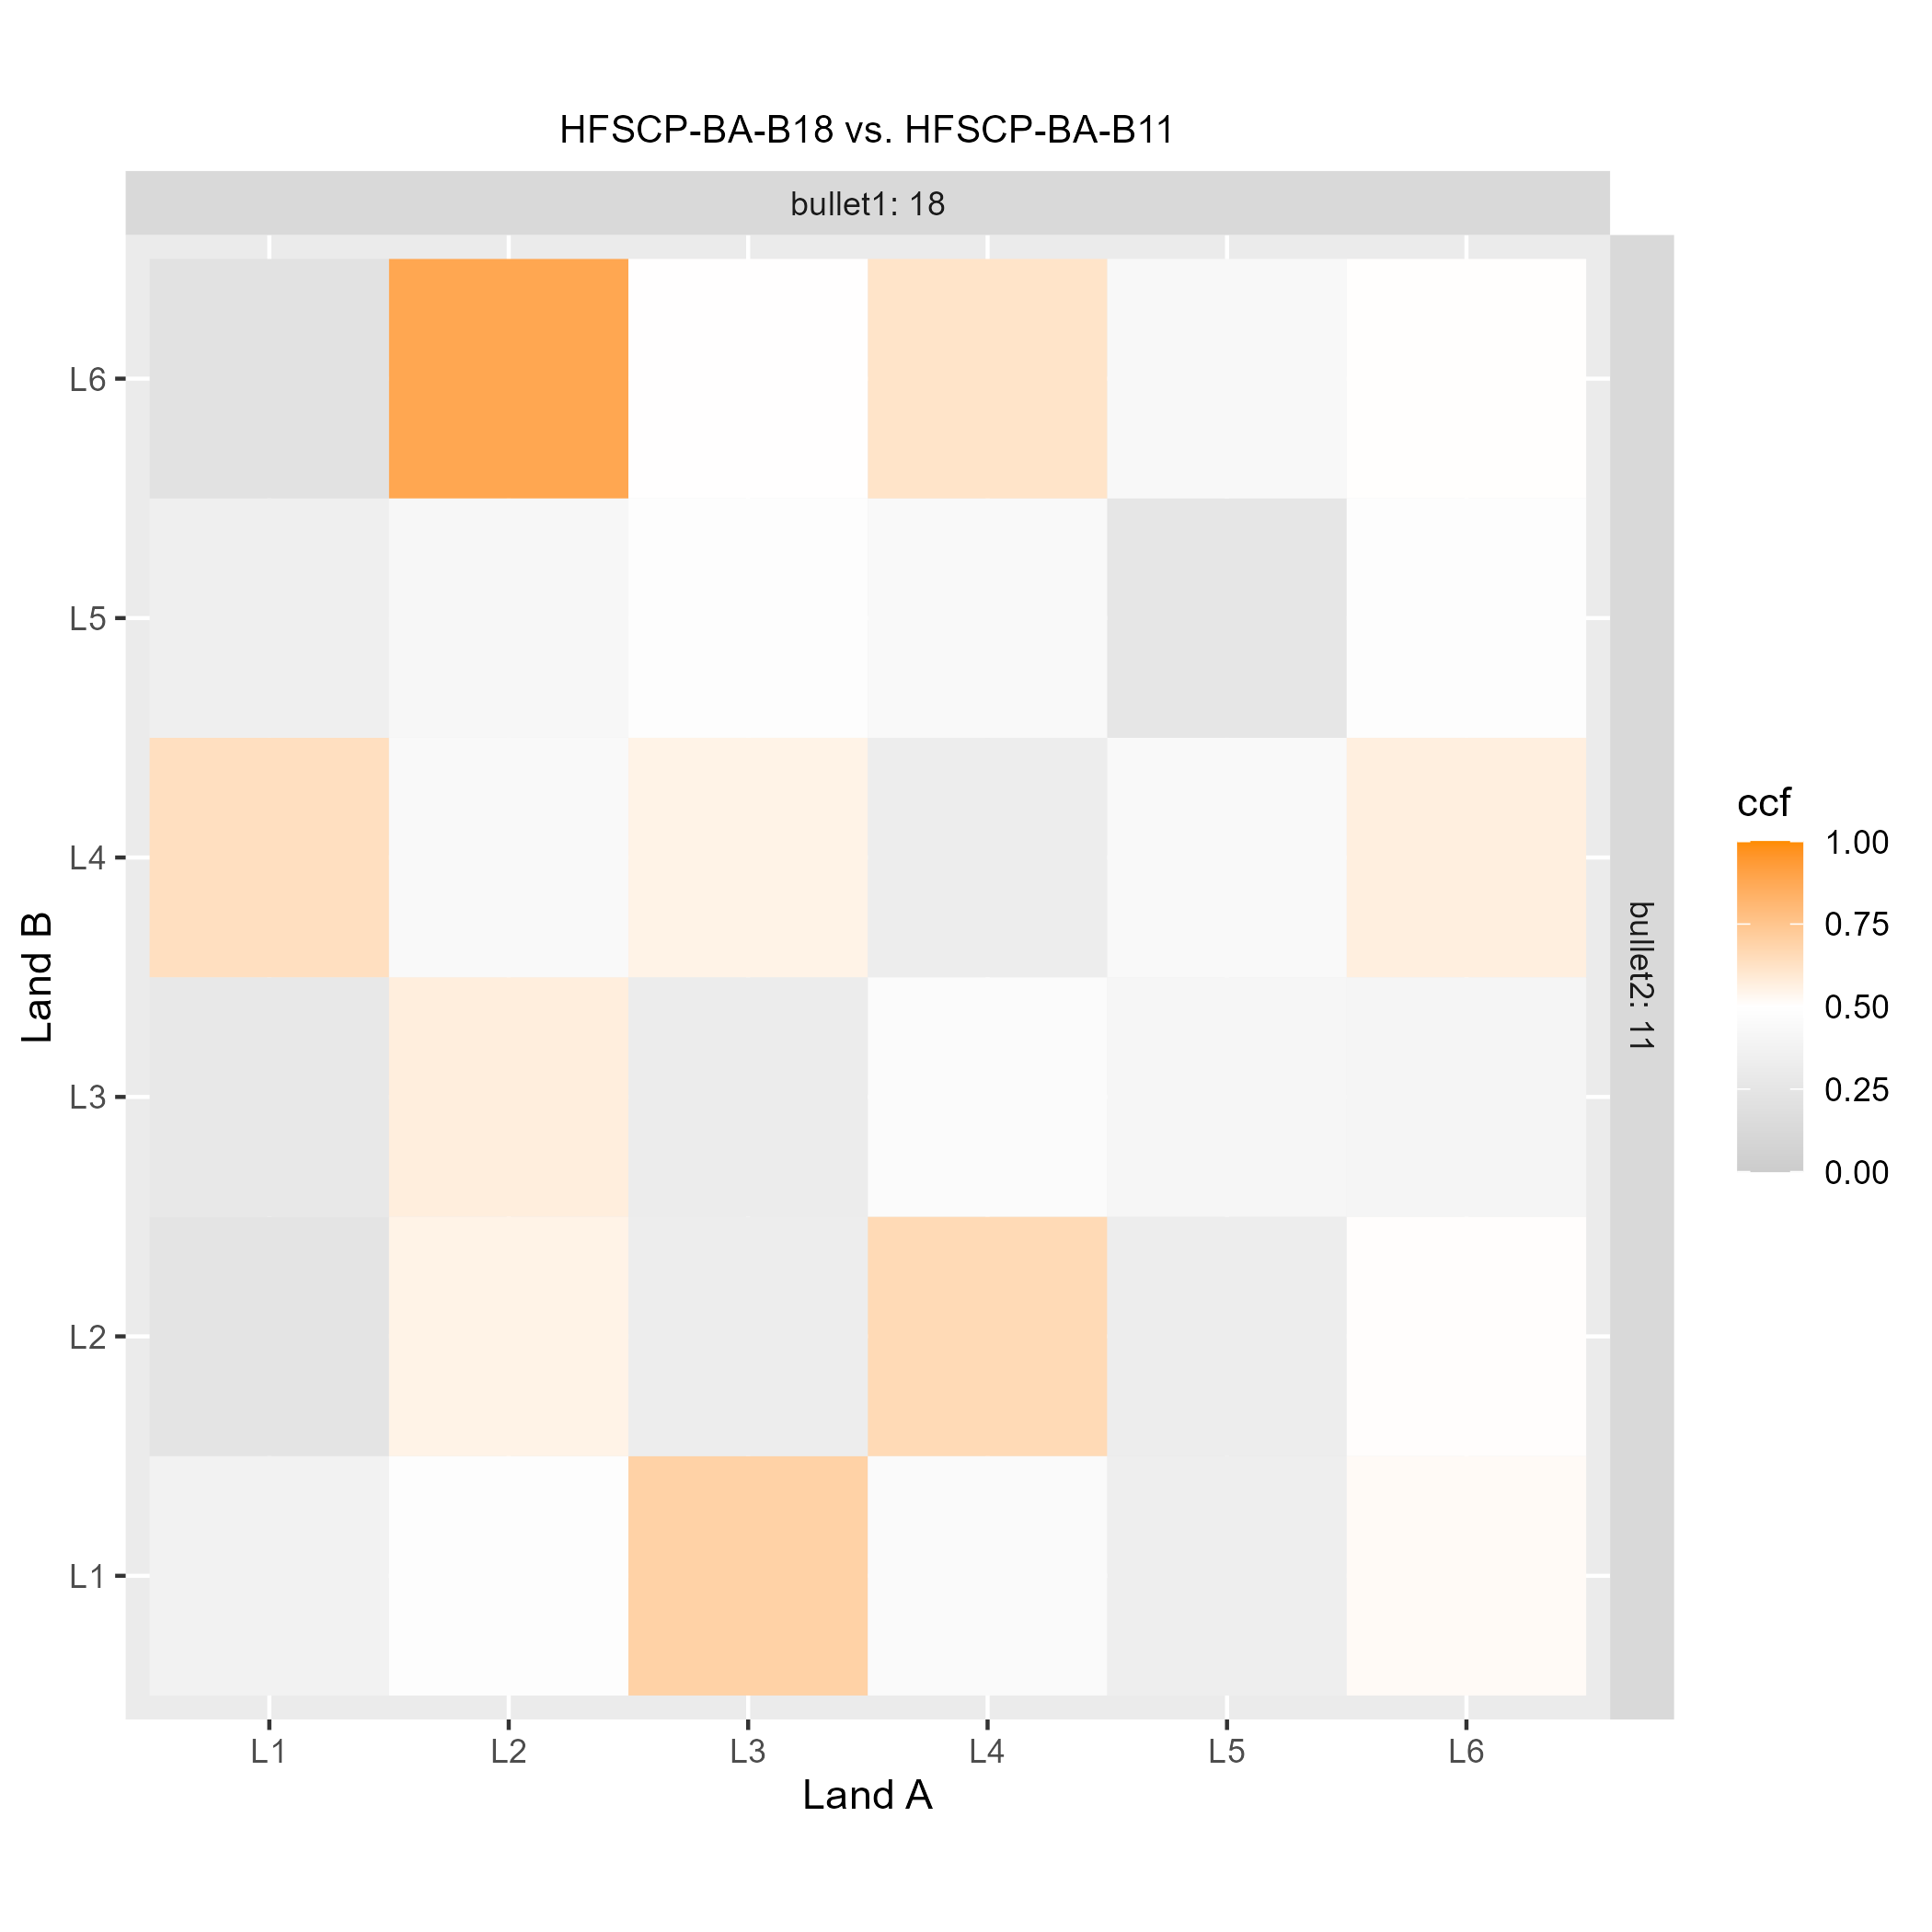 HFSCP-BA-B18 vs. HFSCP-BA-B11
bullet1: 18
L6
L5
L4
L3
L2
L1
Land B
bullet2: 11
ccf
1.00
0.75
0.50
0.25
0.00
L1 L2 L3 L4 L5 L6
Land A